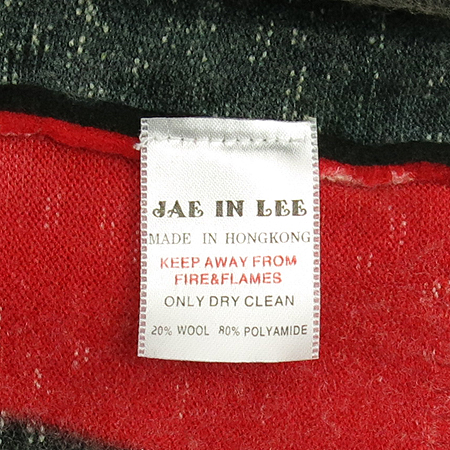 JAE IN LEE
MADE IN HONGKONG
KEEP AWAY FROM
FIRE&FLAMES
ONLY DRY CLEAN
20% WOOL 80% POLYAMIDE